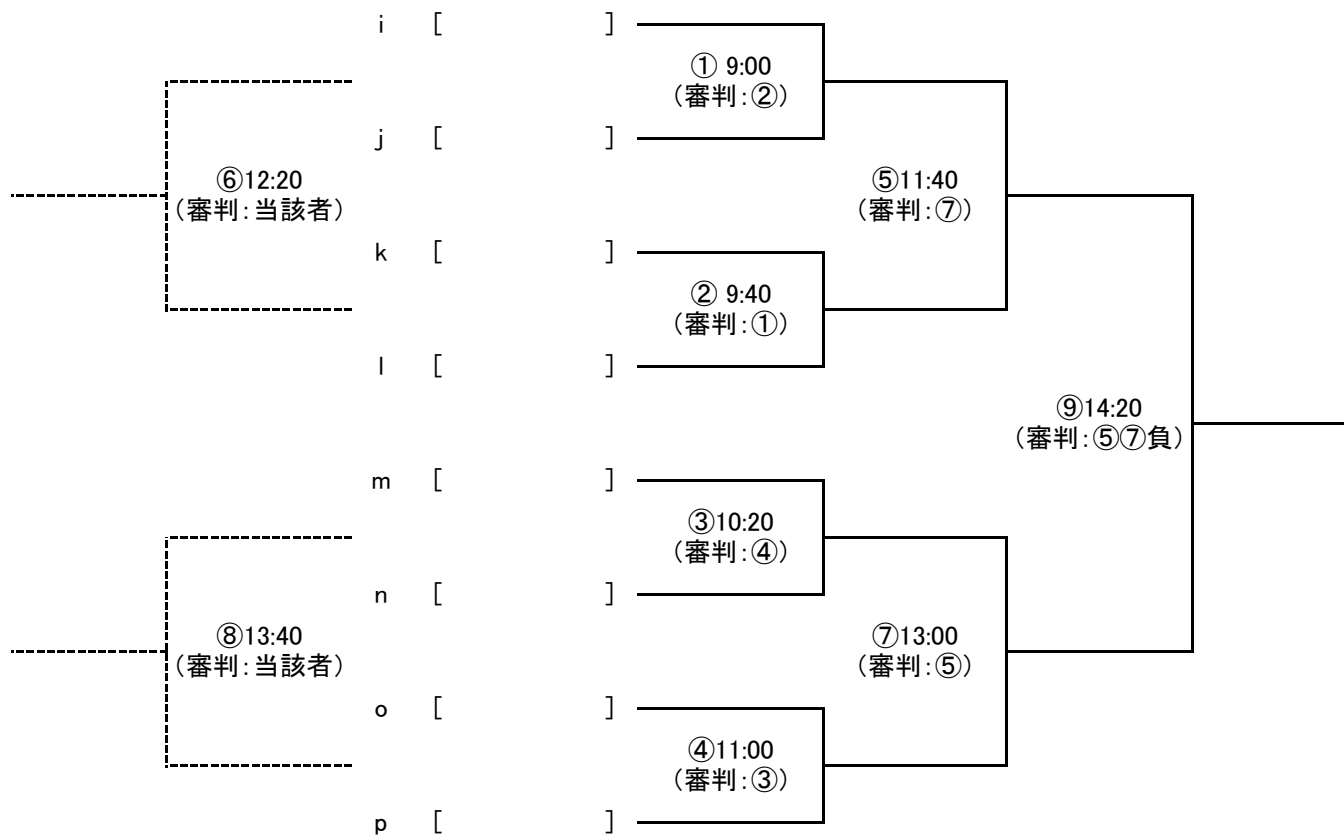 i [ ]
① 9:00
（審判：②）
j [ ]
⑥12:20
（審判：当該者）
⑤11:40
（審判：⑦）
k [ ]
② 9:40
（審判：①）
l [ ]
⑨14:20
（審判：⑤⑦負）
m [ ]
③10:20
（審判：④）
n [ ]
⑧13:40
（審判：当該者）
⑦13:00
（審判：⑤）
o [ ]
④11:00
（審判：③）
p [ ]